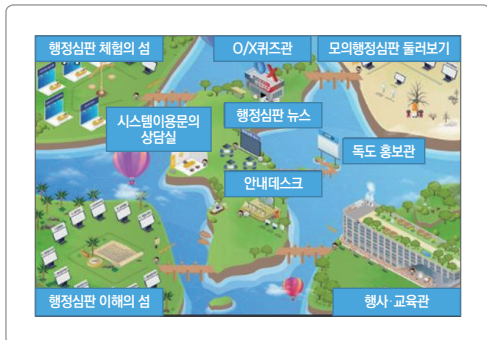 행정심판 체험의 섬
O/X퀴즈관
모의행정심판 둘러보기
시스템이용문의
상담실
행정심판 뉴스
독도 홍보관
안내데스크
행정심판 이해의 섬
행사·교육관